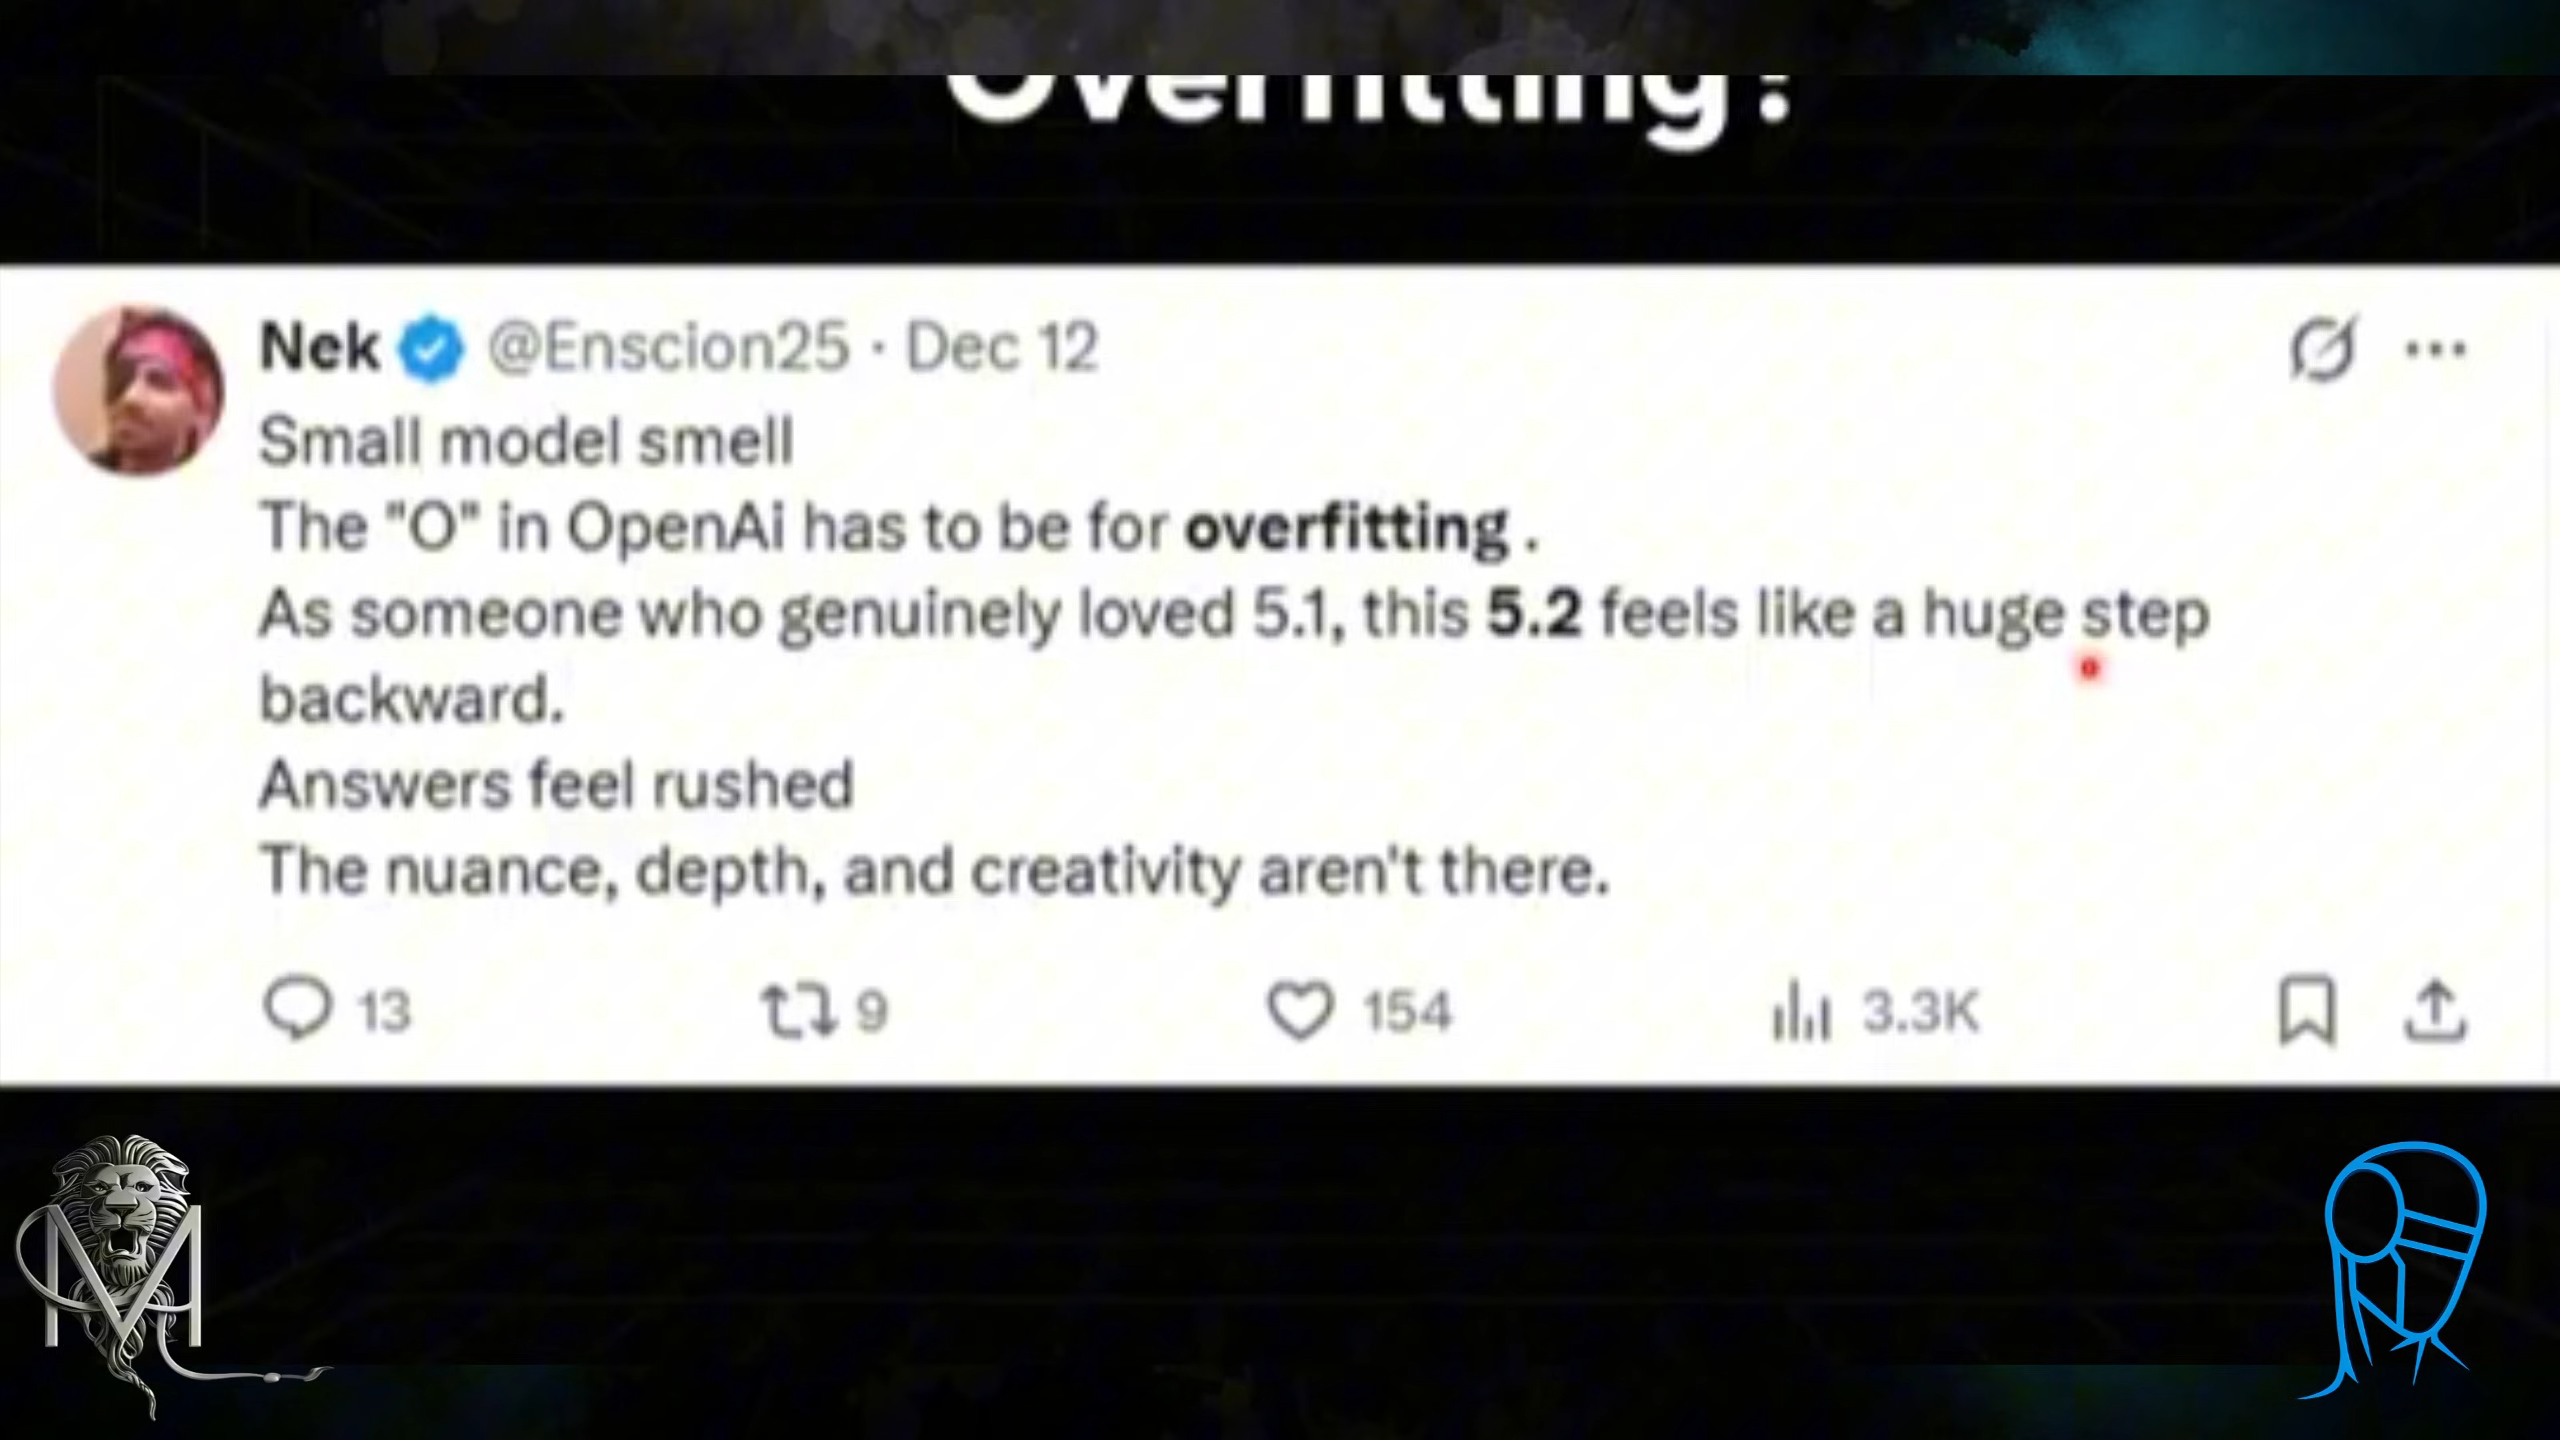 Overfitting?
Nek @Enscion25 · Dec 12
Small model smell
The "O" in OpenAi has to be for overfitting .
As someone who genuinely loved 5.1, this 5.2 feels like a huge step
backward.
Answers feel rushed
The nuance, depth, and creativity aren't there.
13 9 154 3.3K
M